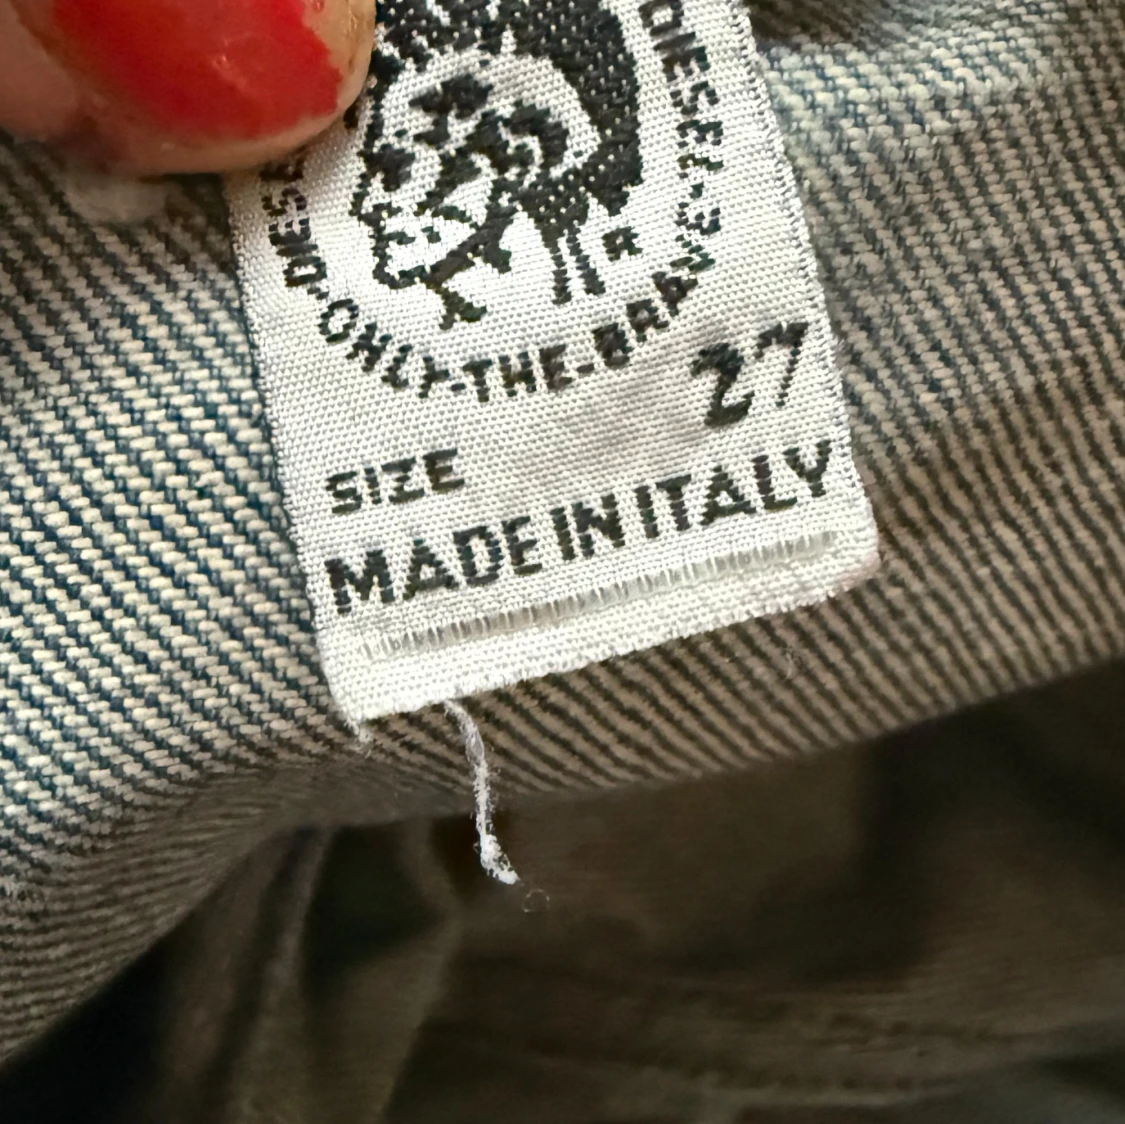 DIESEL-
ONLY-THE-BRAVE
R
27
SIZE
MADE IN ITALY